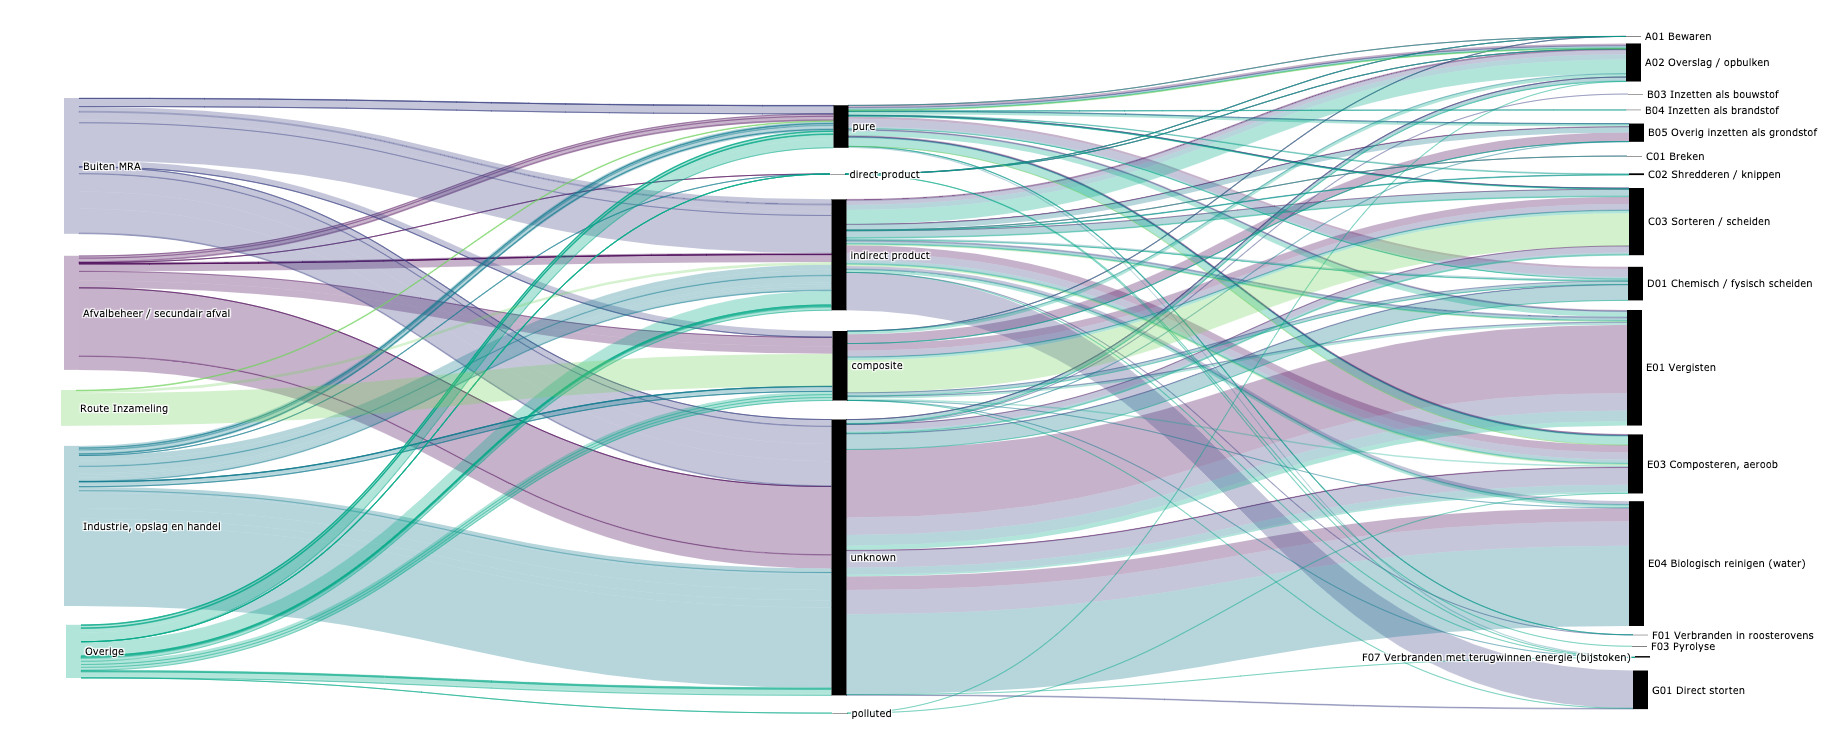 Buiten MRA
Afvalbeheer / secundair afval
Route Inzameling
Industrie, opslag en handel
Overige
pure
direct product
indirect product
composite
unknown
polluted
A01 Bewaren
A02 Overslag / opbulken
B03 Inzetten als bouwstof
B04 Inzetten als brandstof
B05 Overig inzetten als grondstof
C01 Breken
C02 Shredderen / knippen
C03 Sorteren / scheiden
D01 Chemisch / fysisch scheiden
E01 Vergisten
E03 Composteren, aeroob
E04 Biologisch reinigen (water)
F01 Verbranden in roosterovens
F03 Pyrolyse
F07 Verbranden met terugwinnen energie (bijstoken)
G01 Direct storten